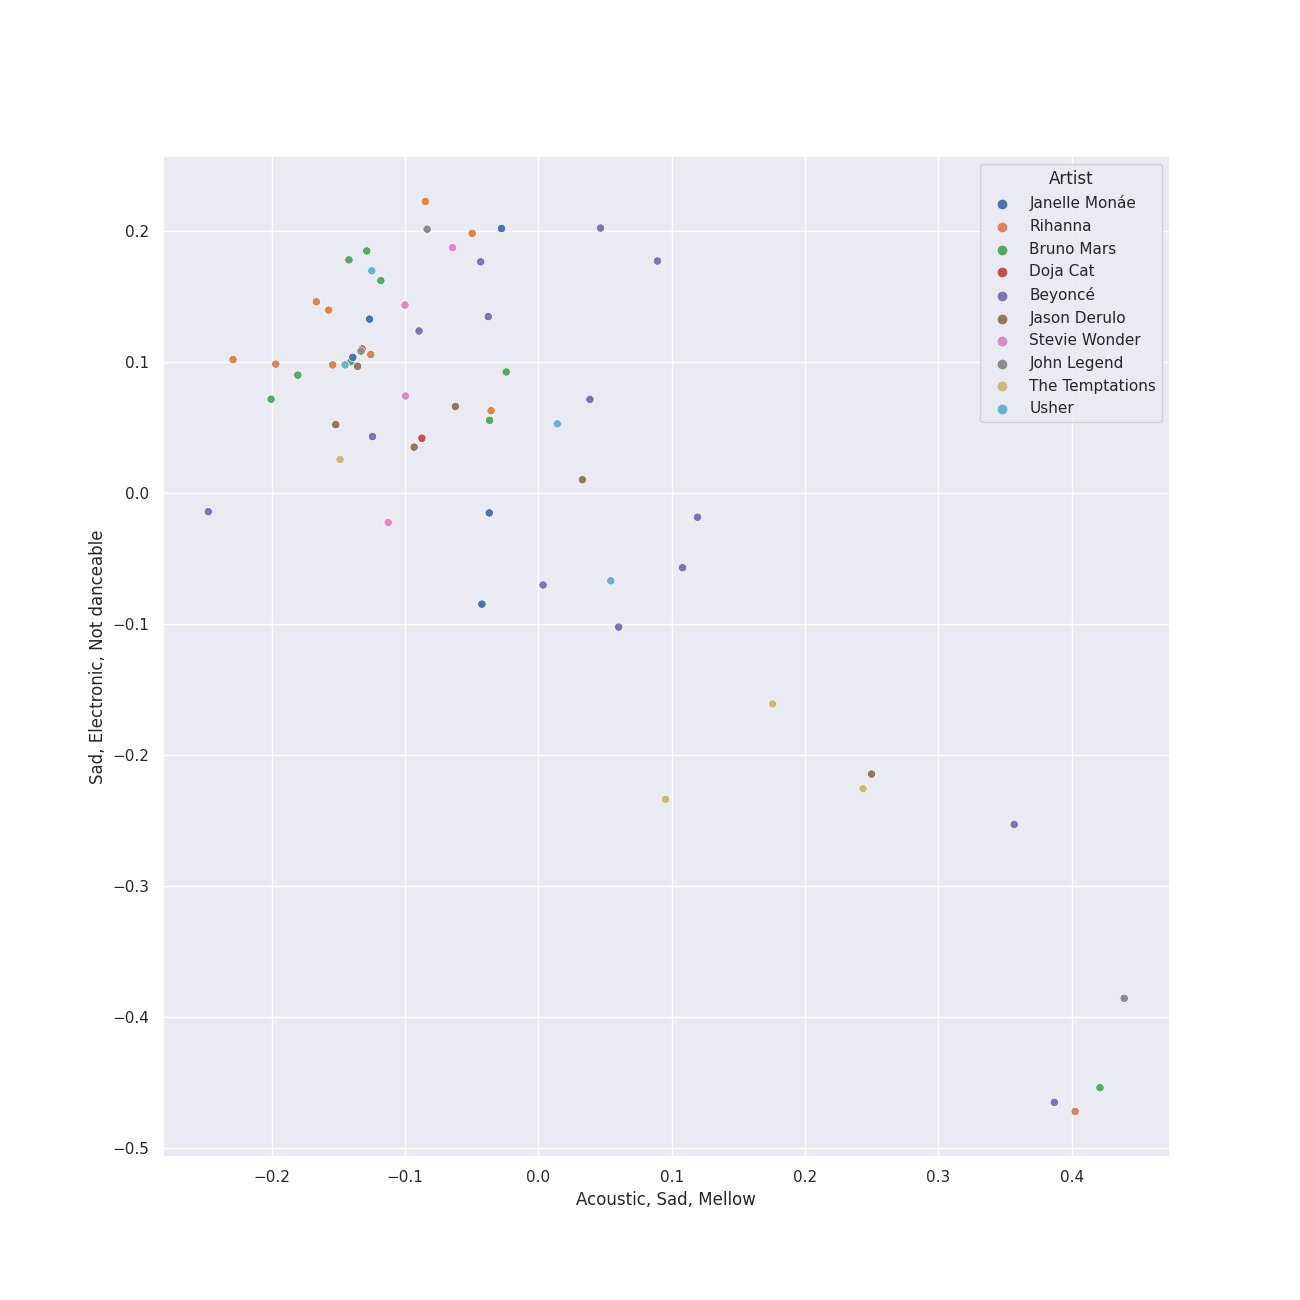 Artist
Janelle Monáe
Rihanna
Bruno Mars
Doja Cat
Beyoncé
Jason Derulo
Stevie Wonder
John Legend
The Temptations
Usher
0.2
0.1
0.0
−0.1
−0.2
−0.3
−0.4
−0.5
Sad, Electronic, Not danceable
−0.2 −0.1 0.0 0.1 0.2 0.3 0.4
Acoustic, Sad, Mellow